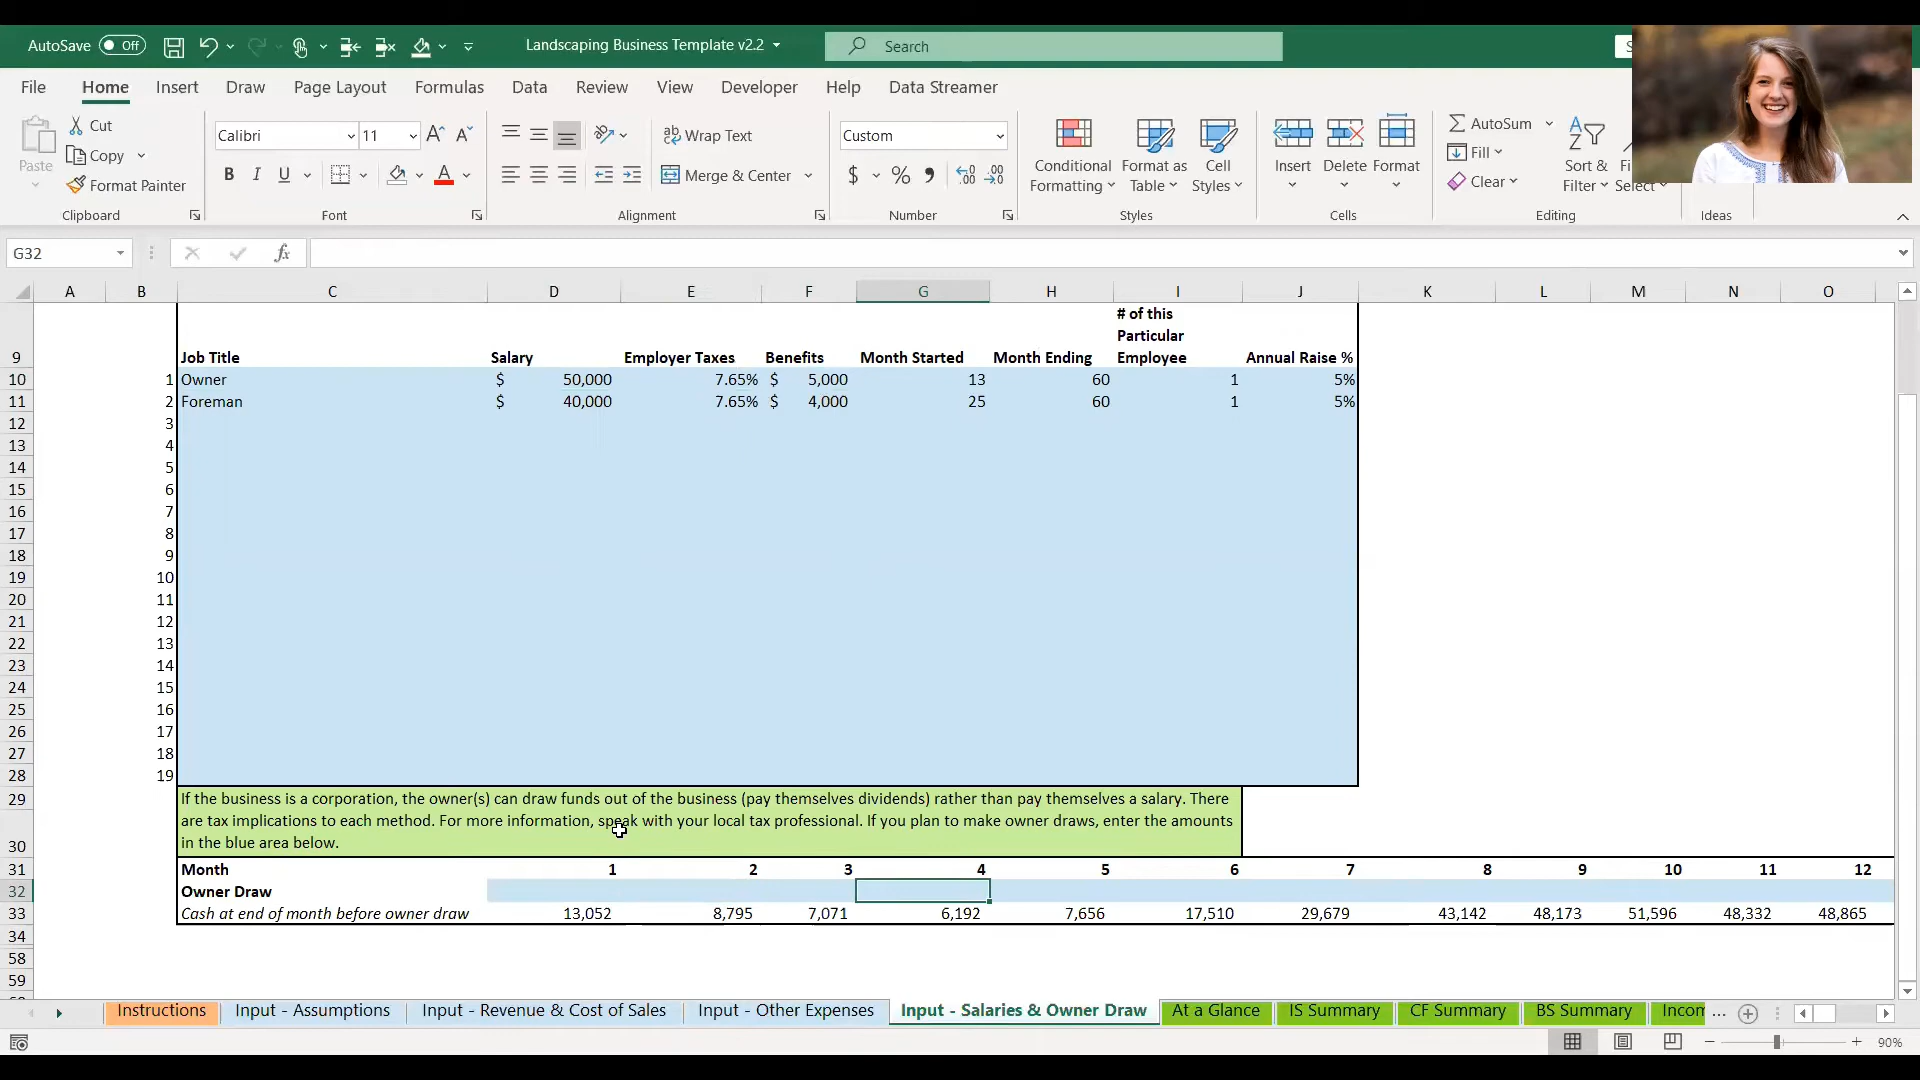 AutoSave Off
Landscaping Business Template v2.2
Search
File Home Insert Draw Page Layout Formulas Data Review View Developer Help Data Streamer
Paste
Cut
Copy
Format Painter
Clipboard
Calibri 11
B I U
Font
Wrap Text
Merge & Center
Alignment
Custom
$ % 9
Number
Conditional Formatting
Format as Table
Cell Styles
Styles
Insert
Delete
Format
Cells
AutoSum
Fill
Clear
Sort & Filter
Select
Editing
Ideas
G32
fx
A B C D E F G H I J K L M N O
# of this
Particular
9 Job Title Salary Employer Taxes Benefits Month Started Month Ending Employee Annual Raise %
10 1 Owner $ 50,000 7.65% $ 5,000 13 60 1 5%
11 2 Foreman $ 40,000 7.65% $ 4,000 25 60 1 5%
12 3
13 4
14 5
15 6
16 7
17 8
18 9
19 10
20 11
21 12
22 13
23 14
24 15
25 16
26 17
27 18
28 19
29 If the business is a corporation, the owner(s) can draw funds out of the business (pay themselves dividends) rather than pay themselves a salary. There
are tax implications to each method. For more information, speak with your local tax professional. If you plan to make owner draws, enter the amounts
30 in the blue area below.
31 Month 1 2 3 4 5 6 7 8 9 10 11 12
32 Owner Draw
33 Cash at end of month before owner draw 13,052 8,795 7,071 6,192 7,656 17,510 29,679 43,142 48,173 51,596 48,332 48,865
34
58
59
Instructions Input - Assumptions Input - Revenue & Cost of Sales Input - Other Expenses Input - Salaries & Owner Draw At a Glance IS Summary CF Summary BS Summary Incom ...
90%